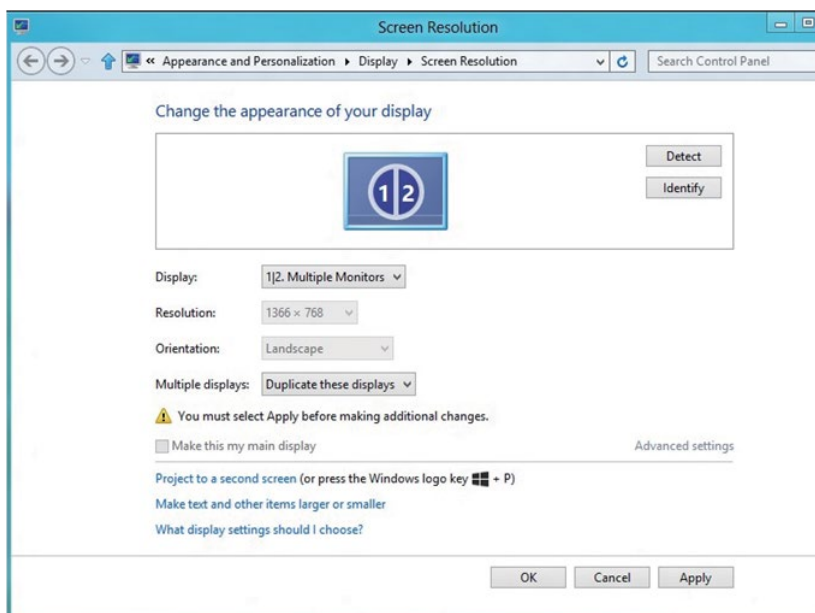 Screen Resolution
« Appearance and Personalization Display Screen Resolution Search Control Panel
Change the appearance of your display
1 2
Detect
Identify
Display: 1|2. Multiple Monitors
Resolution: 1366 × 768
Orientation: Landscape
Multiple displays: Duplicate these displays
You must select Apply before making additional changes.
Make this my main display Advanced settings
Project to a second screen (or press the Windows logo key + P)
Make text and other items larger or smaller
What display settings should I choose?
OK Cancel Apply